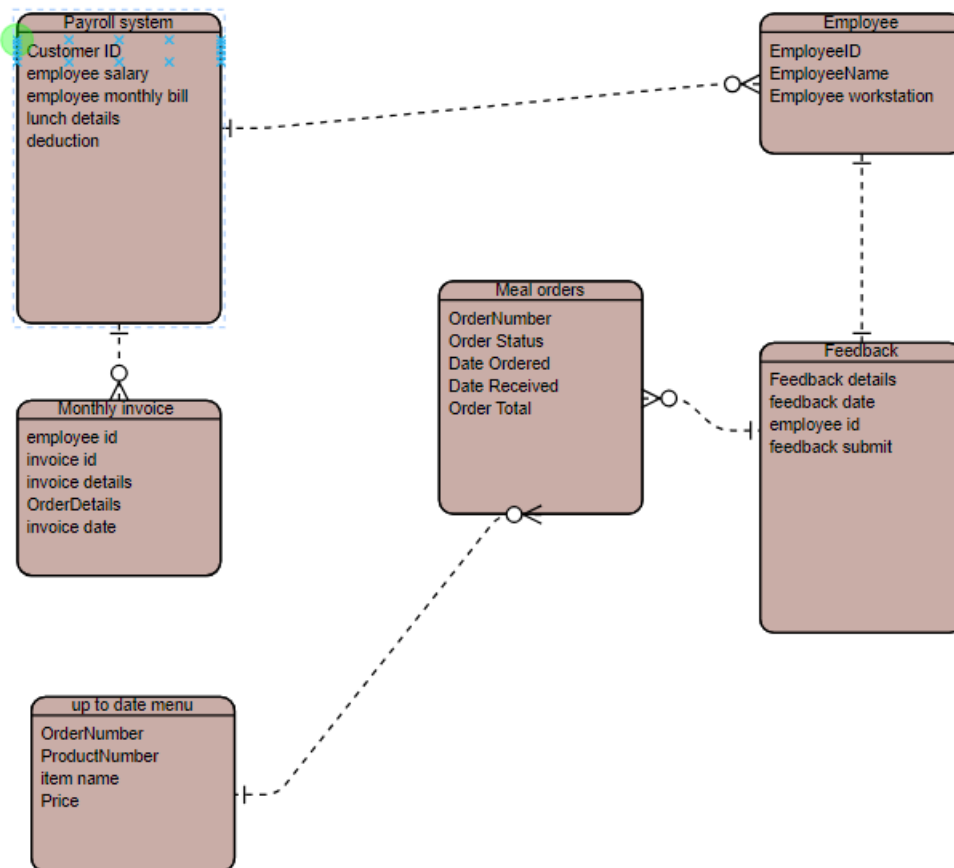 Payroll system
Customer ID
employee salary
employee monthly bill
lunch details
deduction
Employee
EmployeeID
EmployeeName
Employee workstation
Meal orders
OrderNumber
Order Status
Date Ordered
Date Received
Order Total
Feedback
Feedback details
feedback date
employee id
feedback submit
Monthly invoice
employee id
invoice id
invoice details
OrderDetails
invoice date
up to date menu
OrderNumber
ProductNumber
item name
Price